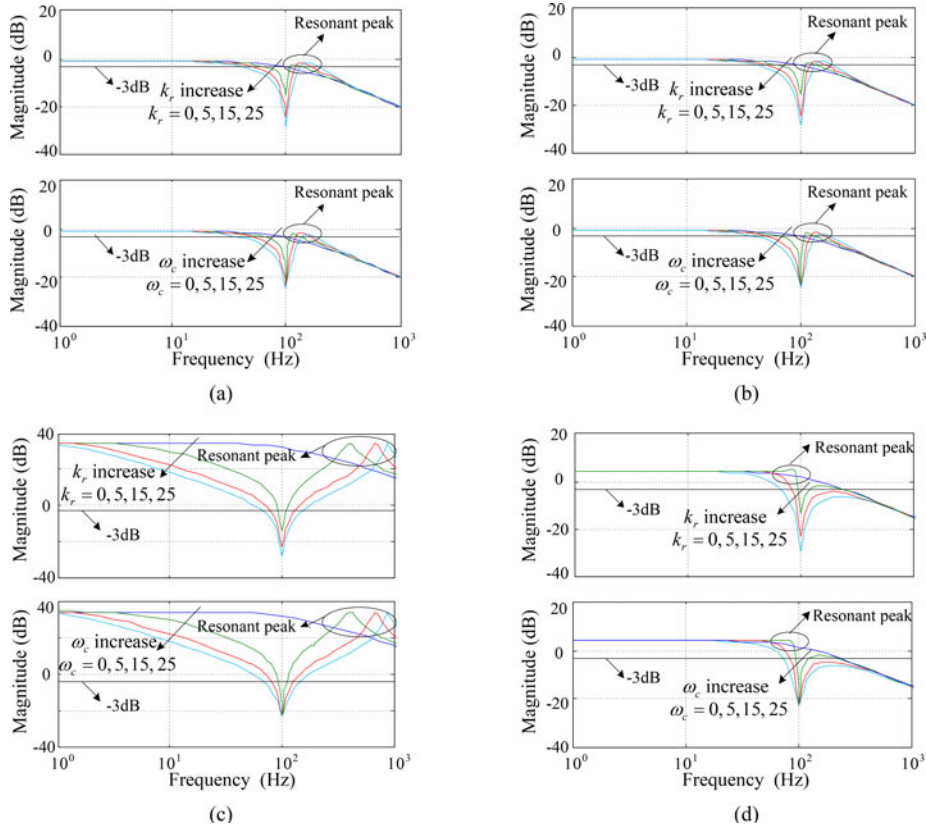 20
0
-20
-40
Magnitude (dB)
Resonant peak
-3dB
k_r increase
k_r = 0, 5, 15, 25
20
0
-20
-40
Magnitude (dB)
Resonant peak
-3dB
ω_c increase
ω_c = 0, 5, 15, 25
10^0
10^1
10^2
10^3
Frequency (Hz)
(a)
20
0
-20
-40
Magnitude (dB)
Resonant peak
-3dB
k_r increase
k_r = 0, 5, 15, 25
20
0
-20
-40
Magnitude (dB)
Resonant peak
-3dB
ω_c increase
ω_c = 0, 5, 15, 25
10^0
10^1
10^2
10^3
Frequency (Hz)
(b)
40
20
0
-20
-40
Magnitude (dB)
Resonant peak
k_r increase
k_r = 0, 5, 15, 25
-3dB
40
20
0
-20
-40
Magnitude (dB)
Resonant peak
ω_c increase
ω_c = 0, 5, 15, 25
-3dB
10^0
10^1
10^2
10^3
Frequency (Hz)
(c)
20
0
-20
-40
Magnitude (dB)
Resonant peak
-3dB
k_r increase
k_r = 0, 5, 15, 25
20
0
-20
-40
Magnitude (dB)
Resonant peak
-3dB
ω_c increase
ω_c = 0, 5, 15, 25
10^0
10^1
10^2
10^3
Frequency (Hz)
(d)